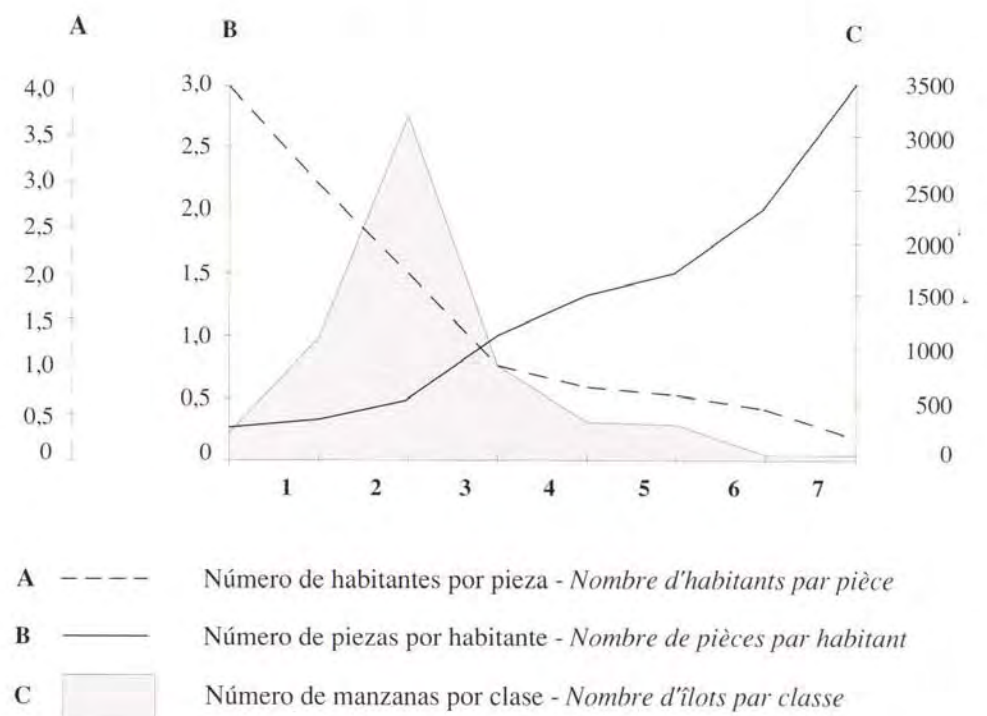 A B C
4,0 3,0 3500
3,5 2,5 3000
3,0 2,0 2500
2,5 1,5 2000
2,0 1,0 1500
1,5 0,5 1000
1,0 0 500
0,5 0
0
1 2 3 4 5 6 7
A Número de habitantes por pieza - Nombre d'habitants par pièce
B Número de piezas por habitante - Nombre de pièces par habitant
C Número de manzanas por clase - Nombre d'îlots par classe